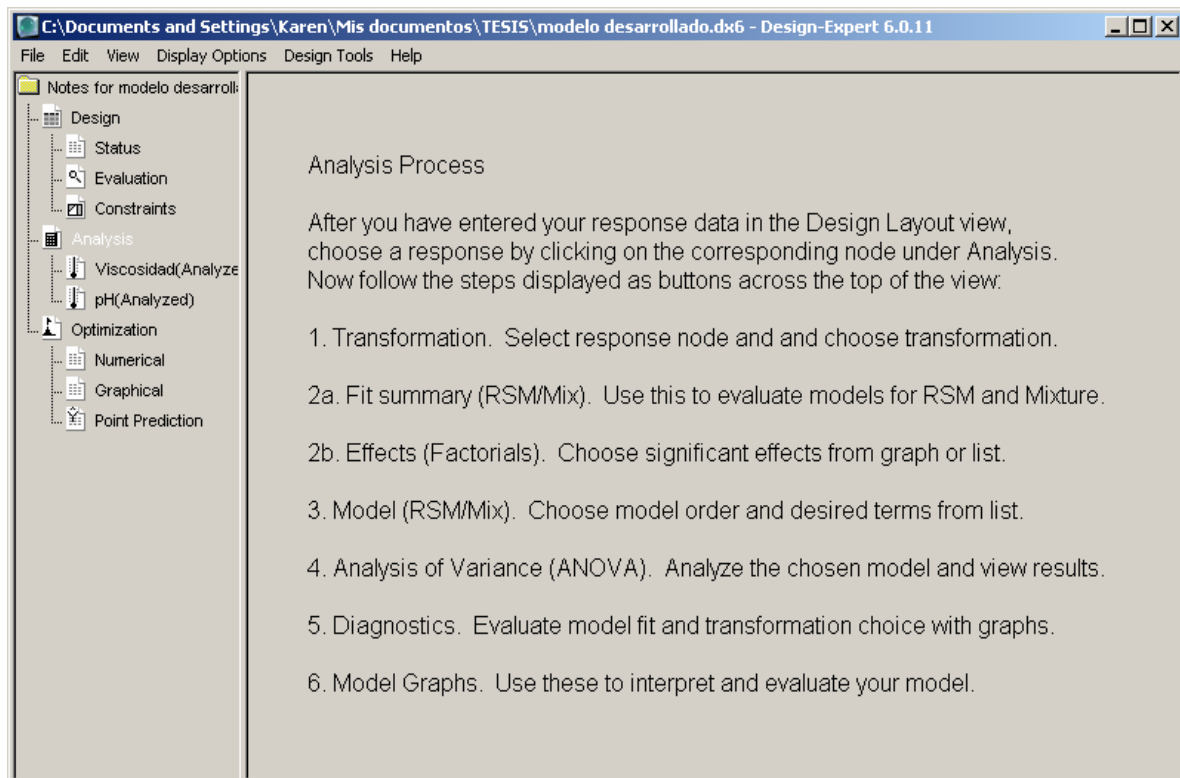 C:\Documents and Settings\Karen\Mis documentos\TESIS\modelo desarrollado.dx6 - Design-Expert 6.0.11
File Edit View Display Options Design Tools Help
Notes for modelo desarroll
Design
Status
Evaluation
Constraints
Analysis
Viscosidad(Analyze
pH(Analyzed)
Optimization
Numerical
Graphical
Point Prediction
Analysis Process
After you have entered your response data in the Design Layout view,
choose a response by clicking on the corresponding node under Analysis.
Now follow the steps displayed as buttons across the top of the view:
1. Transformation. Select response node and and choose transformation.
2a. Fit summary (RSM/Mix). Use this to evaluate models for RSM and Mixture.
2b. Effects (Factorials). Choose significant effects from graph or list.
3. Model (RSM/Mix). Choose model order and desired terms from list.
4. Analysis of Variance (ANOVA). Analyze the chosen model and view results.
5. Diagnostics. Evaluate model fit and transformation choice with graphs.
6. Model Graphs. Use these to interpret and evaluate your model.